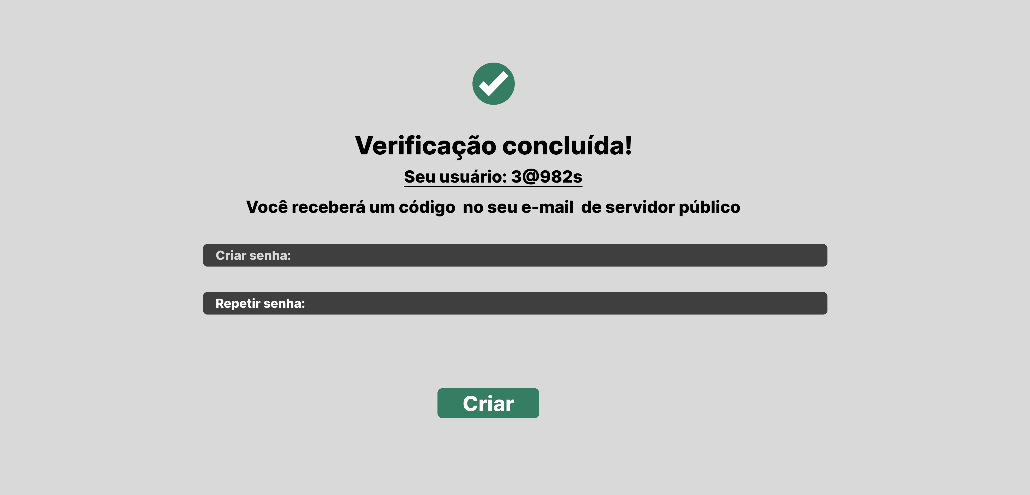 Verificação concluída!
Seu usuário: 3@982s
Você receberá um código  no seu e-mail  de servidor público
Criar senha:
Repetir senha:
Criar